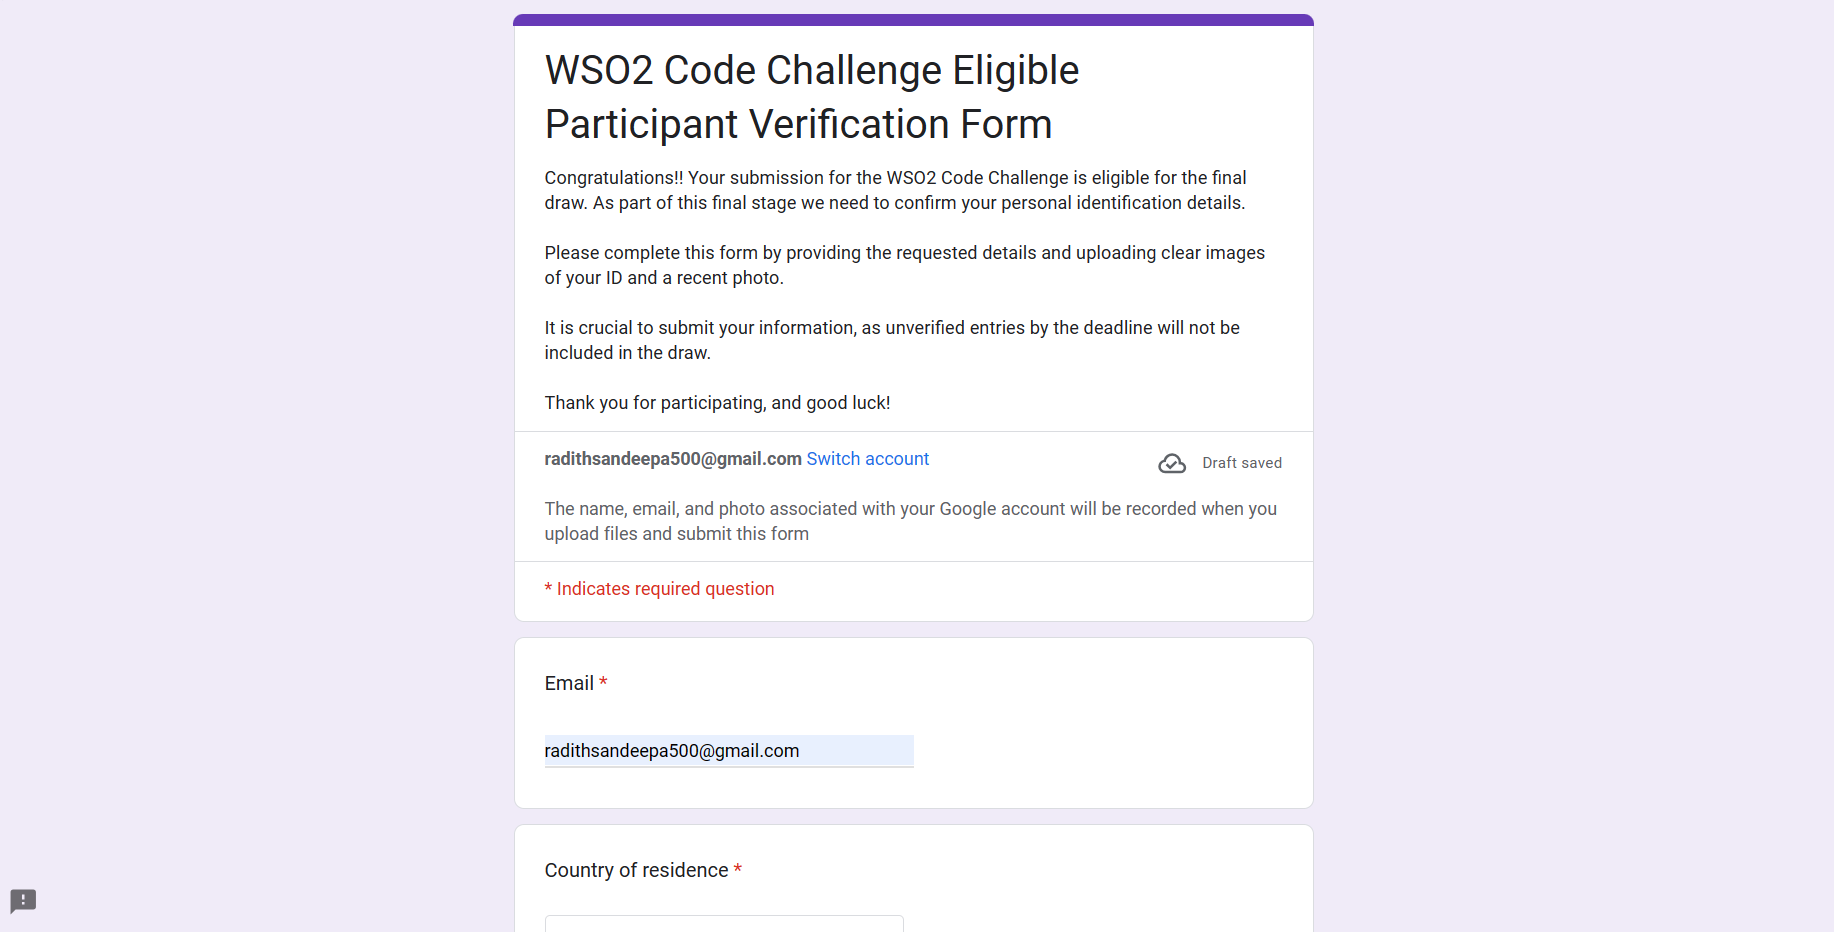 WSO2 Code Challenge Eligible
Participant Verification Form
Congratulations!! Your submission for the WSO2 Code Challenge is eligible for the final
draw. As part of this final stage we need to confirm your personal identification details.
Please complete this form by providing the requested details and uploading clear images
of your ID and a recent photo.
It is crucial to submit your information, as unverified entries by the deadline will not be
included in the draw.
Thank you for participating, and good luck!
radithsandeepa500@gmail.com Switch account
Draft saved
The name, email, and photo associated with your Google account will be recorded when you
upload files and submit this form
* Indicates required question
Email *
radithsandeepa500@gmail.com
Country of residence *